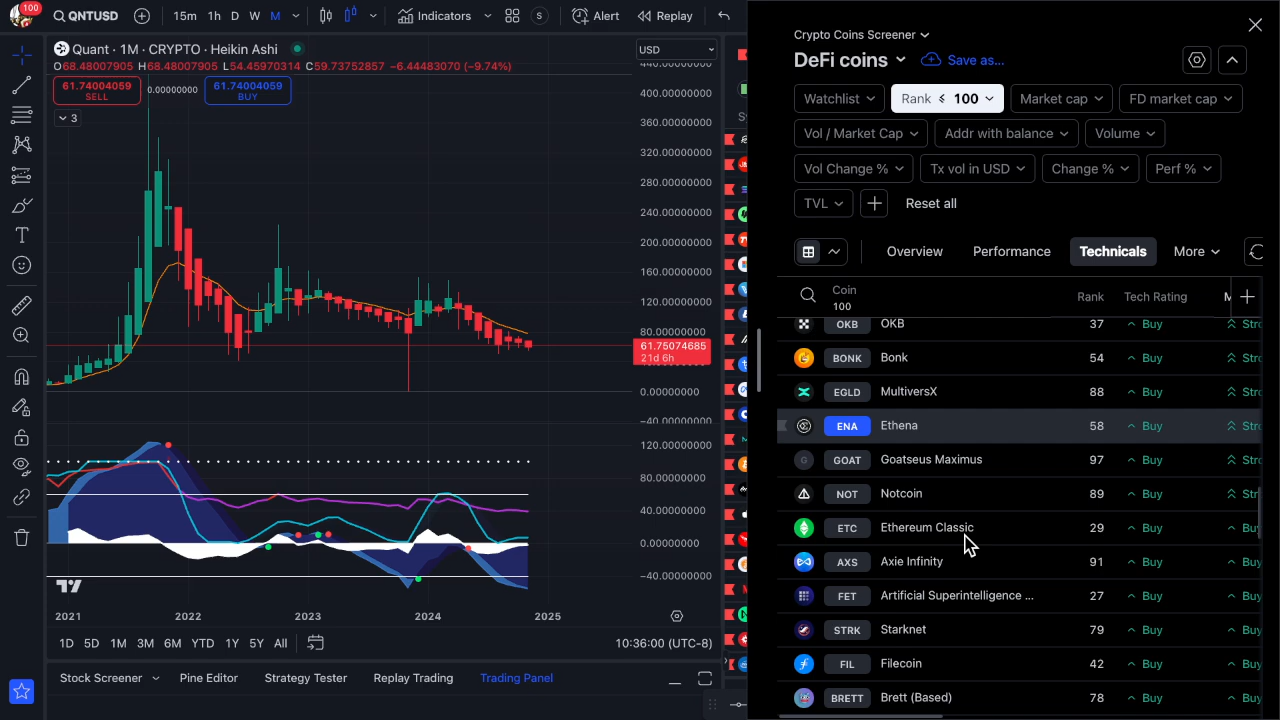 100
QNTUSD
15m 1h D W M
Indicators
S
Alert
Replay
Quant · 1M · CRYPTO · Heikin Ashi
O68.48007905 H68.48007905 L54.45970314 C59.73752857 −6.44483070 (−9.74%)
USD
61.74004059
SELL
0.00000000
61.74004059
BUY
3
440.00000000
400.00000000
360.00000000
320.00000000
280.00000000
240.00000000
200.00000000
160.00000000
120.00000000
80.00000000
61.75074685
21d 6h
0.00000000
−40.00000000
120.00000000
80.00000000
40.00000000
0.00000000
−40.00000000
2021 2022 2023 2024 2025
1D 5D 1M 3M 6M YTD 1Y 5Y All
10:36:00 (UTC-8)
Stock Screener
Pine Editor
Strategy Tester
Replay Trading
Trading Panel
Crypto Coins Screener
DeFi coins
Save as...
Watchlist
Rank ≤ 100
Market cap
FD market cap
Vol / Market Cap
Addr with balance
Volume
Vol Change %
Tx vol in USD
Change %
Perf %
TVL
Reset all
Overview
Performance
Technicals
More
Coin
100
Rank
Tech Rating
OKB OKB 37 Buy
BONK Bonk 54 Buy
EGLD MultiversX 88 Buy
ENA Ethena 58 Buy
GOAT Goatseus Maximus 97 Buy
NOT Notcoin 89 Buy
ETC Ethereum Classic 29 Buy Bu
AXS Axie Infinity 91 Buy Bu
FET Artificial Superintelligence ... 27 Buy Bu
STRK Starknet 79 Buy Bu
FIL Filecoin 42 Buy Bu
BRETT Brett (Based) 78 Buy Bu